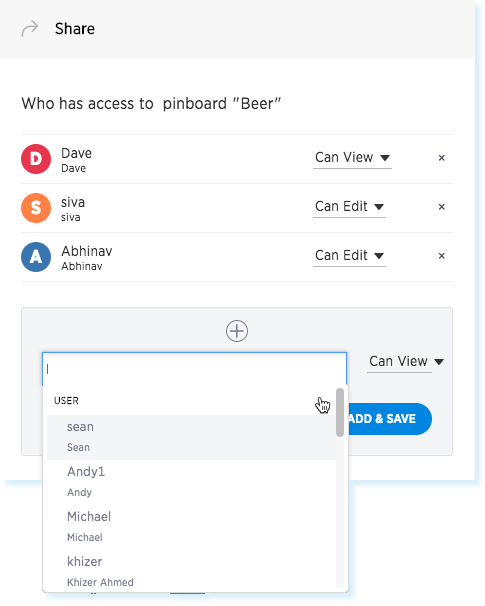 Share
Who has access to pinboard "Beer"
D Dave Can View ×
Dave
S siva Can Edit ×
siva
A Abhinav Can Edit ×
Abhinav
Can View
USER
ADD & SAVE
sean
Sean
Andy1
Andy
Michael
Michael
khizer
Khizer Ahmed